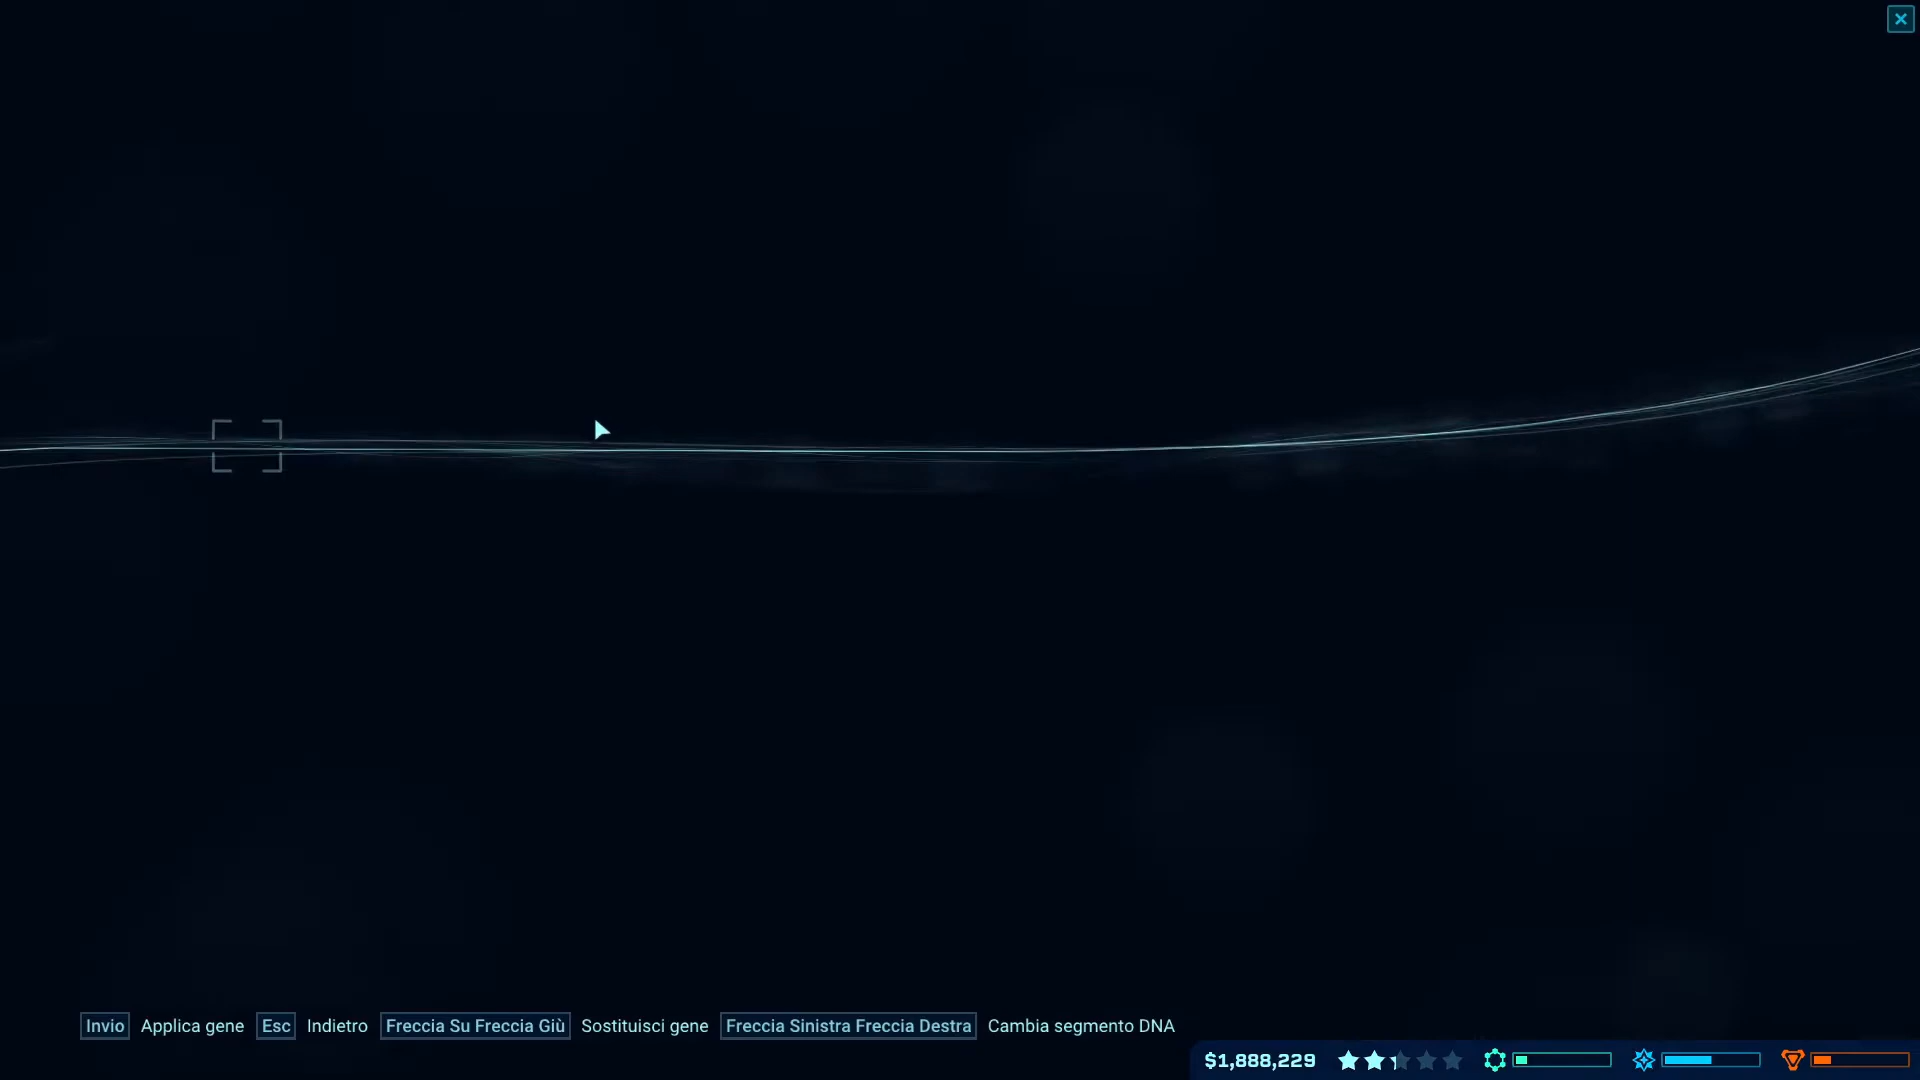 Invio Applica gene Esc Indietro Freccia Su Freccia Giù Sostituisci gene Freccia Sinistra Freccia Destra Cambia segmento DNA
$1,888,229